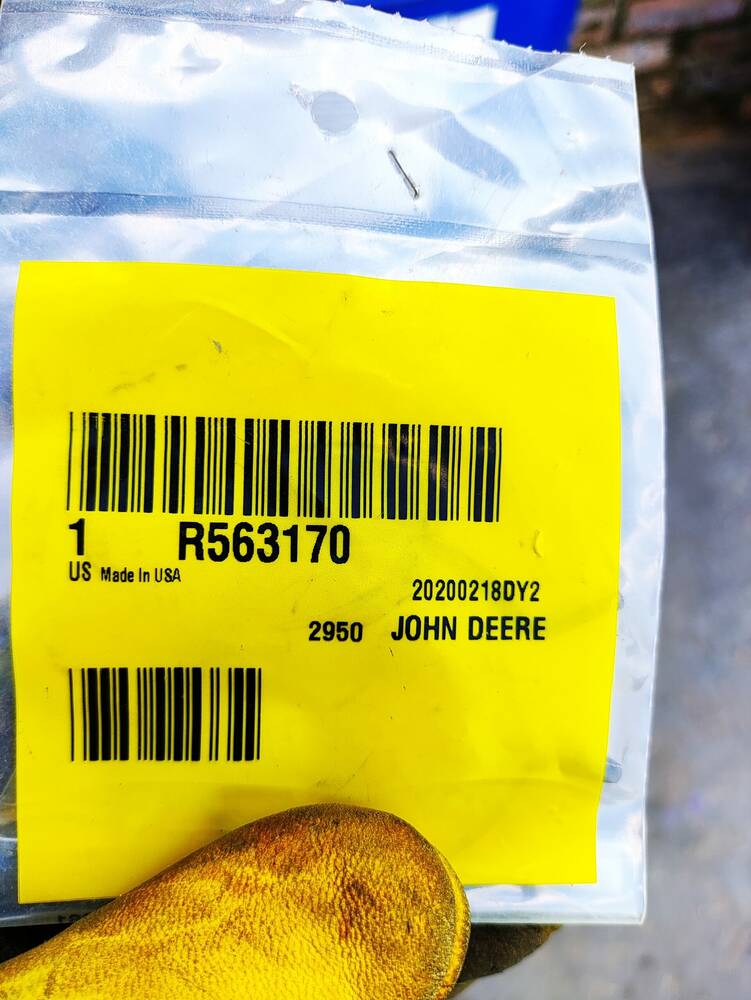 1 R563170
US Made In USA
20200218DY2
2950 JOHN DEERE